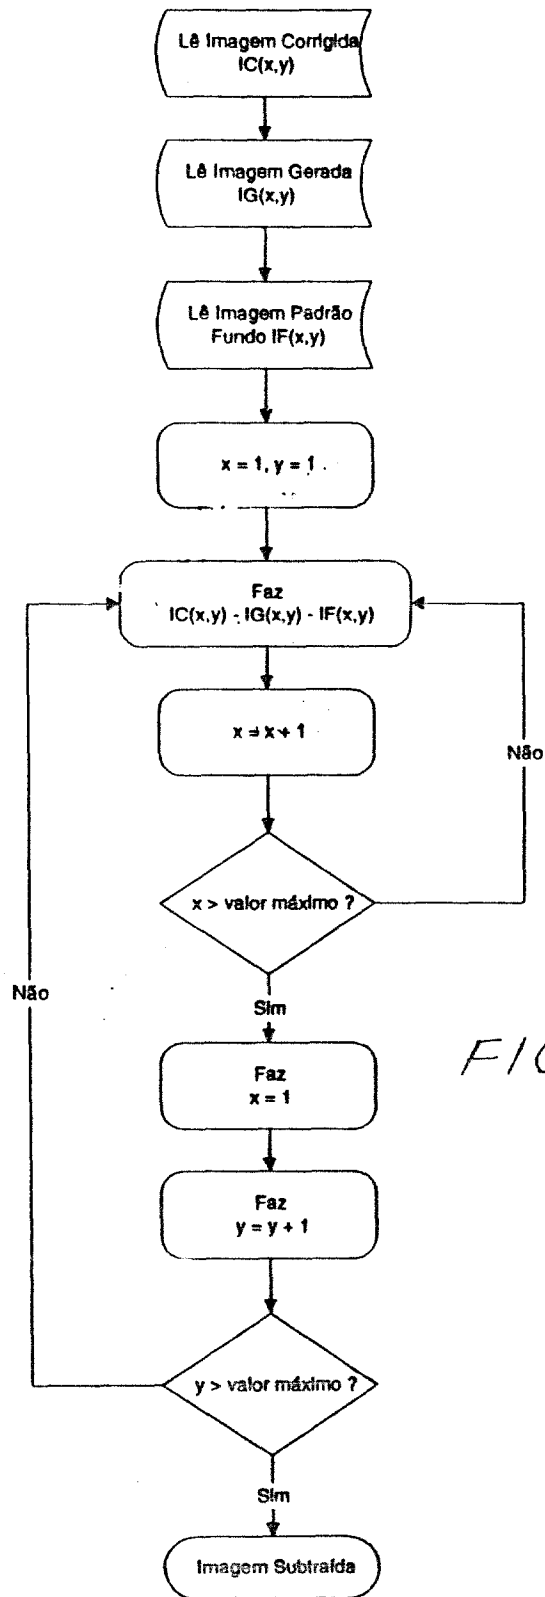 Lê Imagem Corrigida
IC(x,y)
Lê Imagem Gerada
IG(x,y)
Lê Imagem Padrão
Fundo IF(x,y)
x = 1, y = 1
Faz
IC(x,y) - IG(x,y) - IF(x,y)
x = x + 1
Não
x > valor máximo ?
Não
Sim
Faz
x = 1
Faz
y = y + 1
y > valor máximo ?
Sim
Imagem Subtraída